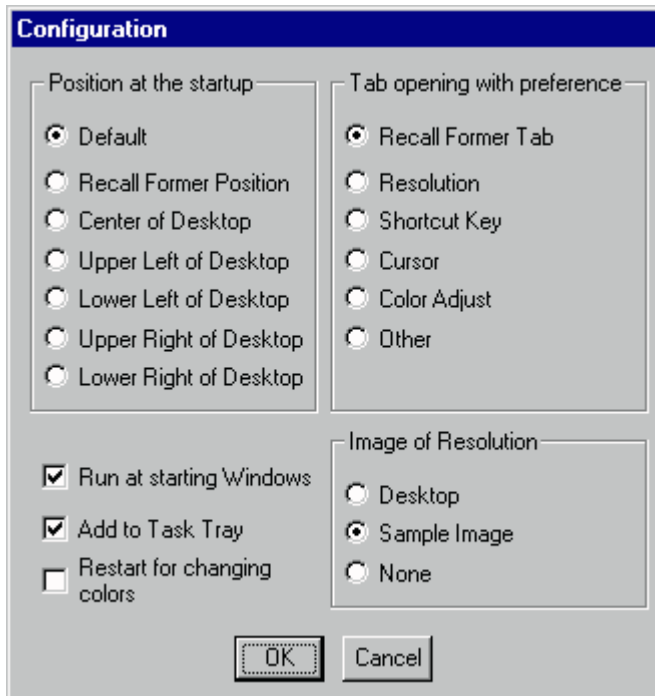 Configuration
Position at the startup
Default
Recall Former Position
Center of Desktop
Upper Left of Desktop
Lower Left of Desktop
Upper Right of Desktop
Lower Right of Desktop
Tab opening with preference
Recall Former Tab
Resolution
Shortcut Key
Cursor
Color Adjust
Other
Run at starting Windows
Add to Task Tray
Restart for changing
colors
Image of Resolution
Desktop
Sample Image
None
OK
Cancel